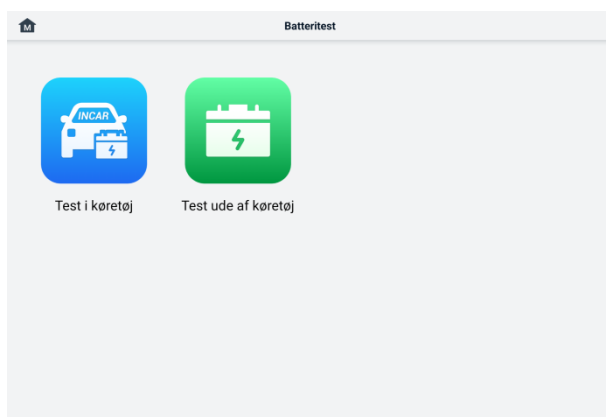 M
Batteritest
INCAR
Test i køretøj
Test ude af køretøj